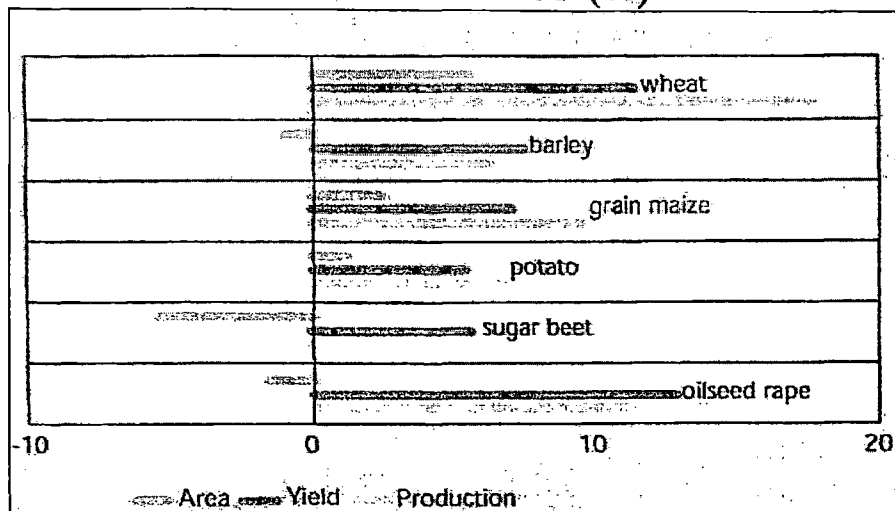 wheat
barley
grain maize
potato
sugar beet
oilseed rape
-10 0 10 20
Area Yield Production